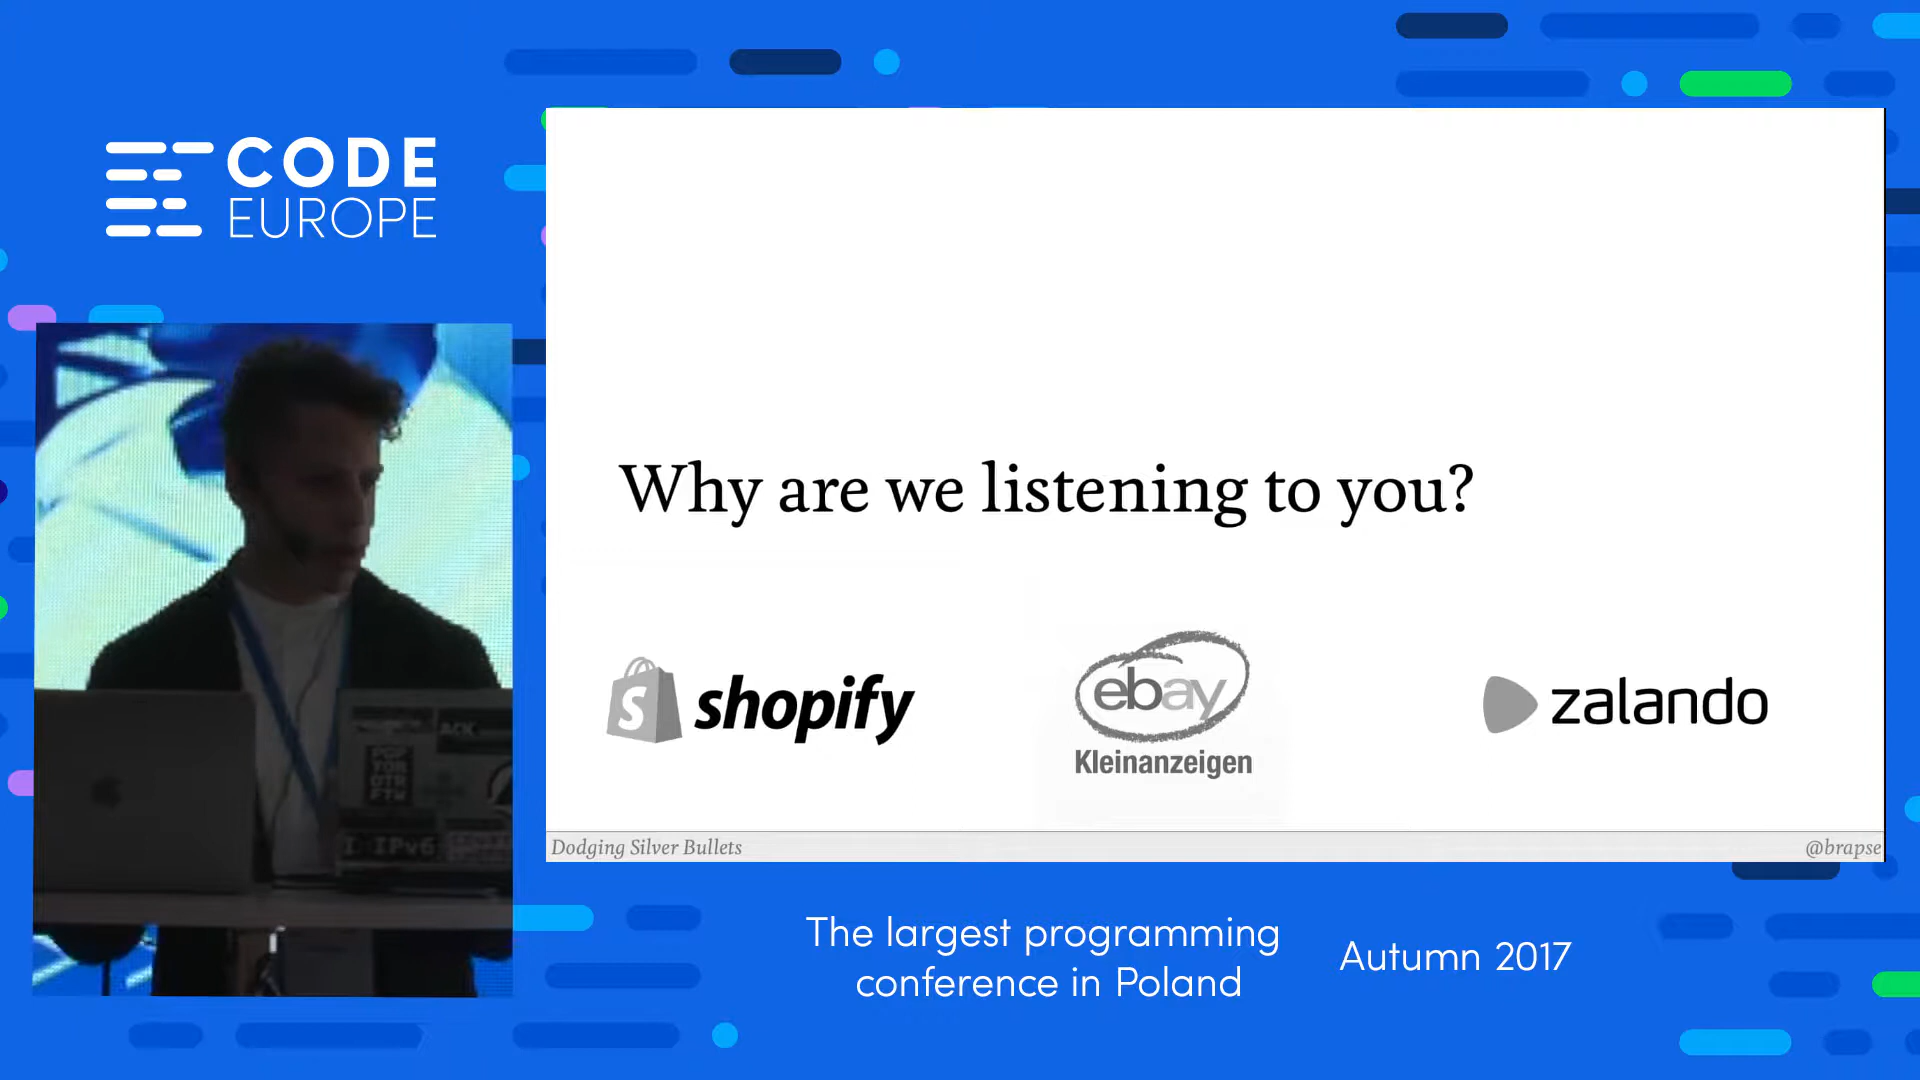 CODE
EUROPE
Why are we listening to you?
shopify
ebay
Kleinanzeigen
zalando
Dodging Silver Bullets
@brapse
ACK
IPv6
The largest programming
conference in Poland
Autumn 2017